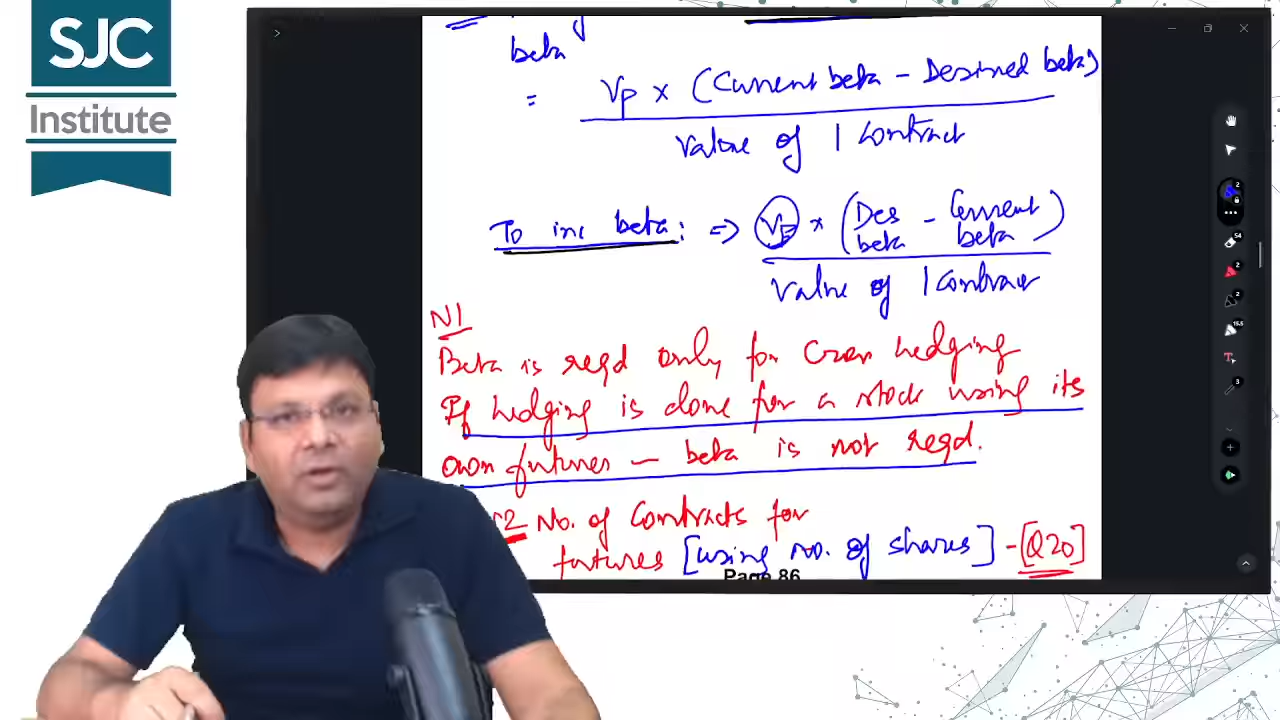 SJC
Institute
beta
= Vp × (Current beta – Desired beta)
Value of 1 Contract
To inc beta: => Vp × (Des beta – Current beta)
Value of 1 Contract
N1
Beta is reqd only for Cross hedging
If hedging is done for a stock using its
own futures – beta is not reqd.
2 No. of Contracts for
futures [using no. of shares] - [Q20]
Page 86